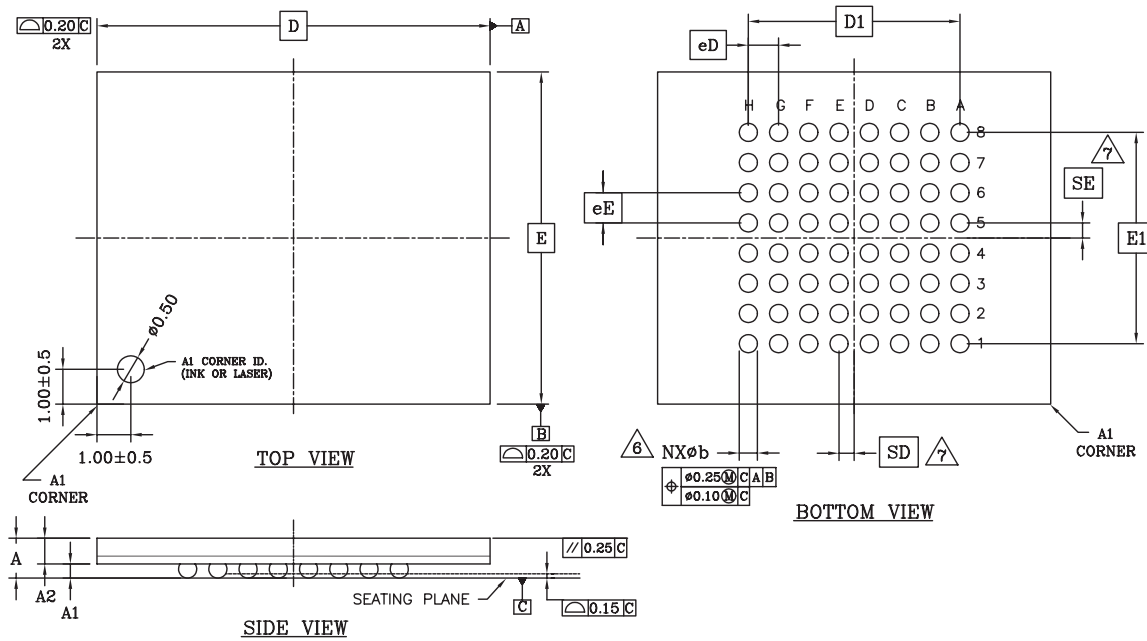 ⌓ 0.20 C
2X
D
A
E
ø0.50
A1 CORNER ID.
(INK OR LASER)
1.00±0.5
1.00±0.5
A1
CORNER
TOP VIEW
B
⌓ 0.20 C
2X
D1
eD
H G F E D C B A
8
7
6
5
4
3
2
1
7
SE
E1
eE
6 NXøb
⌖ ø0.25Ⓜ C A B
ø0.10Ⓜ C
SD 7
A1
CORNER
BOTTOM VIEW
A
A2
A1
// 0.25 C
SEATING PLANE
C
⌓ 0.15 C
SIDE VIEW